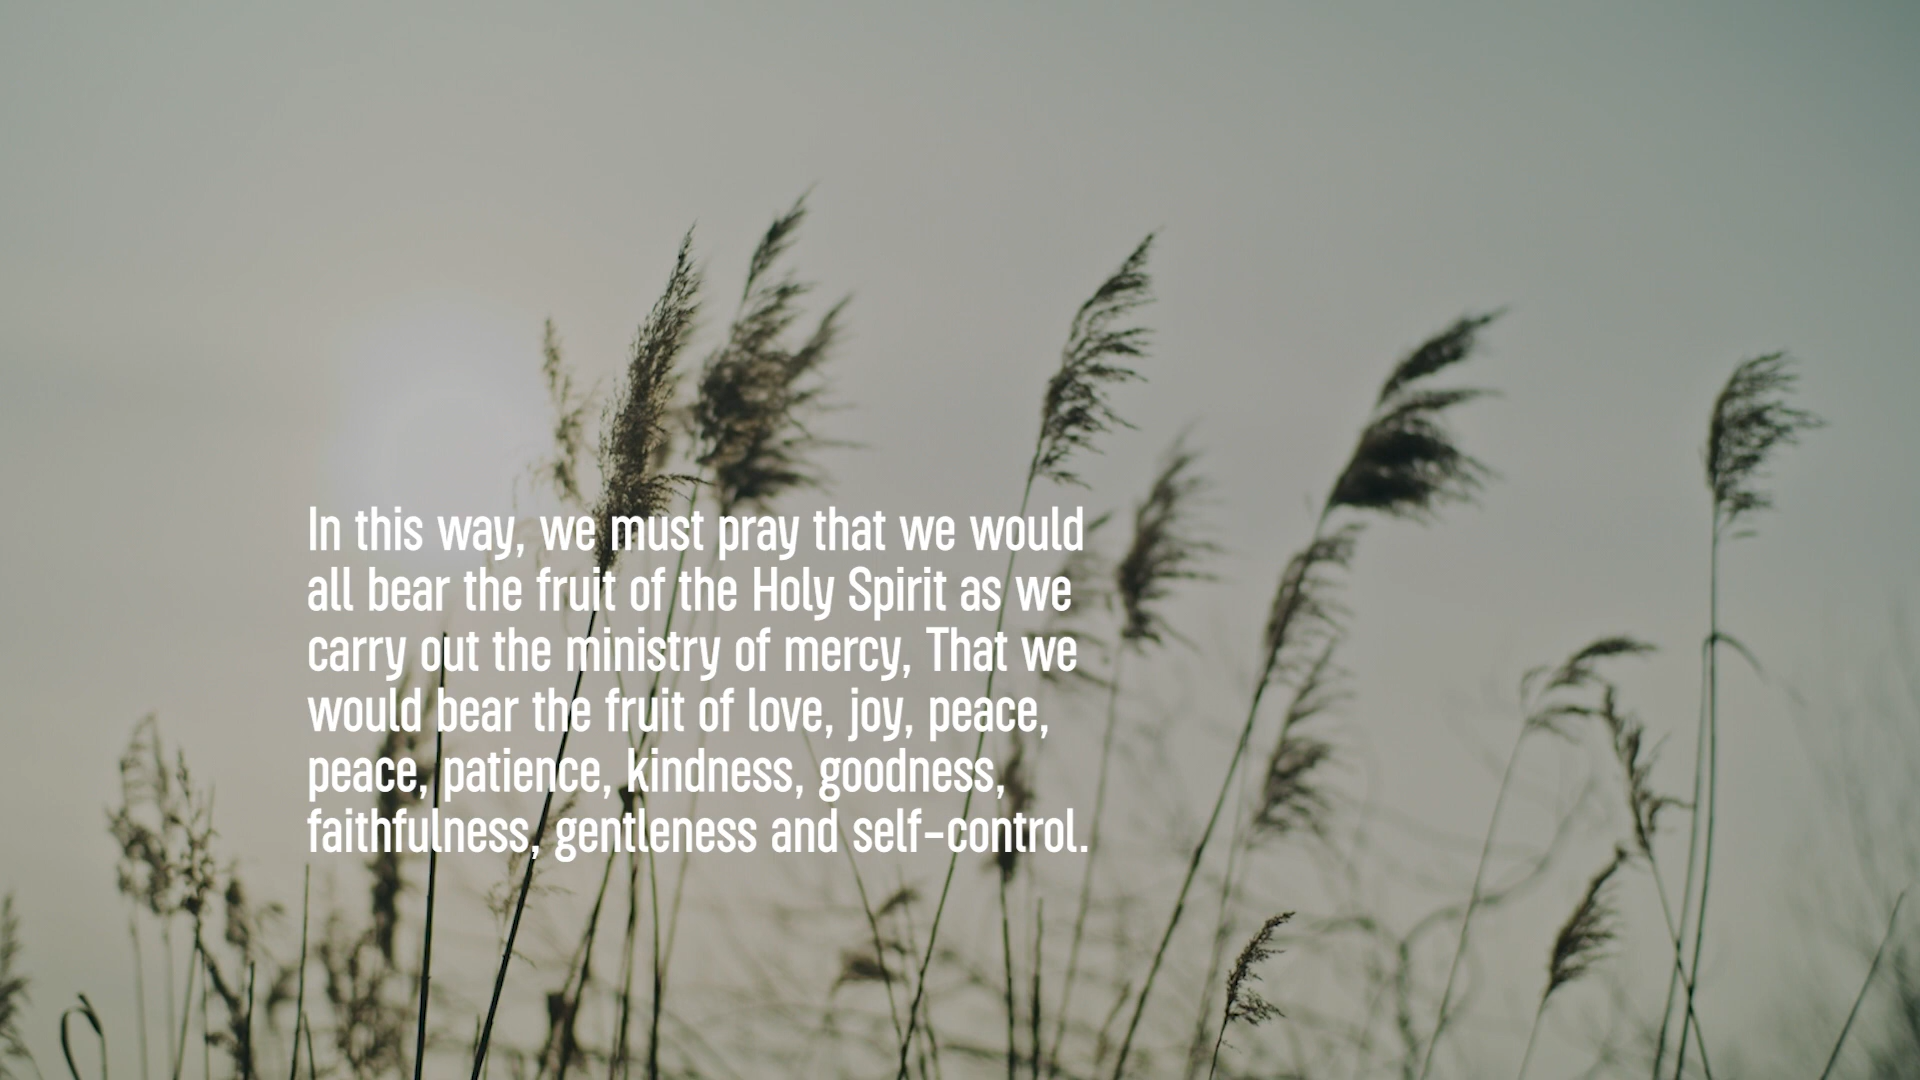 In this way, we must pray that we would
all bear the fruit of the Holy Spirit as we
carry out the ministry of mercy, That we
would bear the fruit of love, joy, peace,
peace, patience, kindness, goodness,
faithfulness, gentleness and self-control.